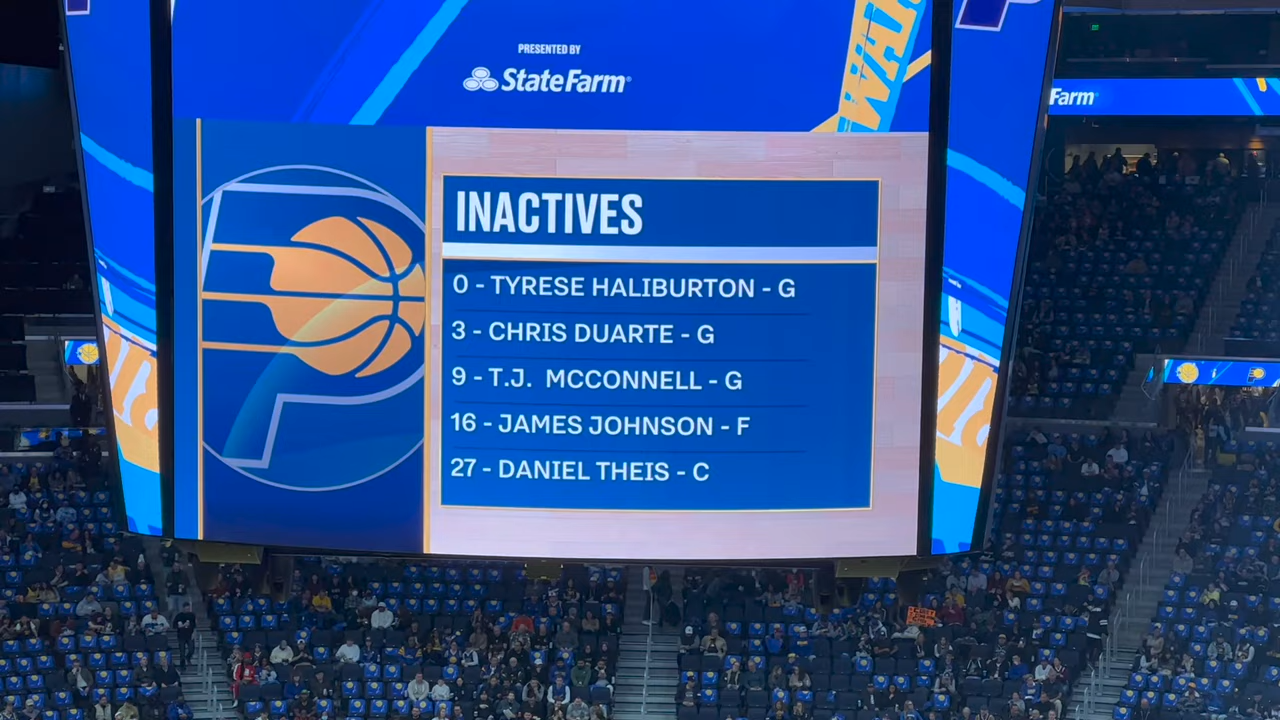 PRESENTED BY
StateFarm
Farm
WAR
INACTIVES
0 - TYRESE HALIBURTON - G
3 - CHRIS DUARTE - G
9 - T.J. MCCONNELL - G
16 - JAMES JOHNSON - F
27 - DANIEL THEIS - C